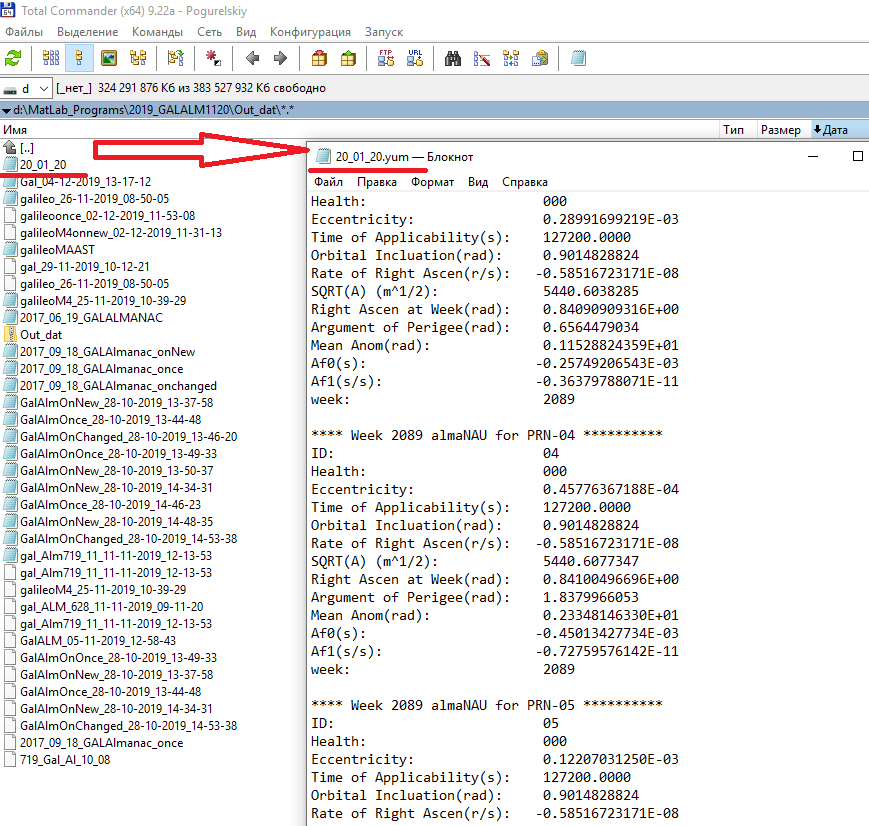 Total Commander (x64) 9.22a - Pogurelskiy
Файлы Выделение Команды Сеть Вид Конфигурация Запуск
FTP URL
d [_нет_] 324 291 876 Кб из 383 527 932 Кб свободно
d:\MatLab_Programs\2019_GALALM1120\Out_dat\*.*
Имя Тип Размер Дата
[..]
20_01_20
Gal_04-12-2019_13-17-12
galileo_26-11-2019_08-50-05
galileoonce_02-12-2019_11-53-08
galileoM4onnew_02-12-2019_11-31-13
galileoMAAST
gal_29-11-2019_10-12-21
galileo_26-11-2019_08-50-05
galileoM4_25-11-2019_10-39-29
2017_06_19_GALALMANAC
Out_dat
2017_09_18_GALAlmanac_onNew
2017_09_18_GALAlmanac_once
2017_09_18_GALAlmanac_onchanged
GalAlmOnNew_28-10-2019_13-37-58
GalAlmOnce_28-10-2019_13-44-48
GalAlmOnChanged_28-10-2019_13-46-20
GalAlmOnOnce_28-10-2019_13-49-33
GalAlmOnNew_28-10-2019_13-50-37
GalAlmOnNew_28-10-2019_14-34-31
GalAlmOnce_28-10-2019_14-46-23
GalAlmOnNew_28-10-2019_14-48-35
GalAlmOnChanged_28-10-2019_14-53-38
gal_Alm719_11_11-11-2019_12-13-53
gal_Alm719_11_11-11-2019_12-13-53
galileoM4_25-11-2019_10-39-29
gal_ALM_628_11-11-2019_09-11-20
gal_Alm719_11_11-11-2019_12-13-53
GalALM_05-11-2019_12-58-43
GalAlmOnOnce_28-10-2019_13-49-33
GalAlmOnNew_28-10-2019_13-37-58
GalAlmOnce_28-10-2019_13-44-48
GalAlmOnNew_28-10-2019_14-34-31
GalAlmOnChanged_28-10-2019_14-53-38
2017_09_18_GALAlmanac_once
719_Gal_Al_10_08
20_01_20.yum — Блокнот
Файл Правка Формат Вид Справка
Health: 000
Eccentricity: 0.28991699219E-03
Time of Applicability(s): 127200.0000
Orbital Incluation(rad): 0.9014828824
Rate of Right Ascen(r/s): -0.58516723171E-08
SQRT(A) (m^1/2): 5440.6038285
Right Ascen at Week(rad): 0.84090909316E+00
Argument of Perigee(rad): 0.6564479034
Mean Anom(rad): 0.11528824359E+01
Af0(s): -0.25749206543E-03
Af1(s/s): -0.36379788071E-11
week: 2089
**** Week 2089 almaNAU for PRN-04 **********
ID: 04
Health: 000
Eccentricity: 0.45776367188E-04
Time of Applicability(s): 127200.0000
Orbital Incluation(rad): 0.9014828824
Rate of Right Ascen(r/s): -0.58516723171E-08
SQRT(A) (m^1/2): 5440.6077347
Right Ascen at Week(rad): 0.84100496696E+00
Argument of Perigee(rad): 1.8379966053
Mean Anom(rad): 0.23348146330E+01
Af0(s): -0.45013427734E-03
Af1(s/s): -0.72759576142E-11
week: 2089
**** Week 2089 almaNAU for PRN-05 **********
ID: 05
Health: 000
Eccentricity: 0.12207031250E-03
Time of Applicability(s): 127200.0000
Orbital Incluation(rad): 0.9014828824
Rate of Right Ascen(r/s): -0.58516723171E-08